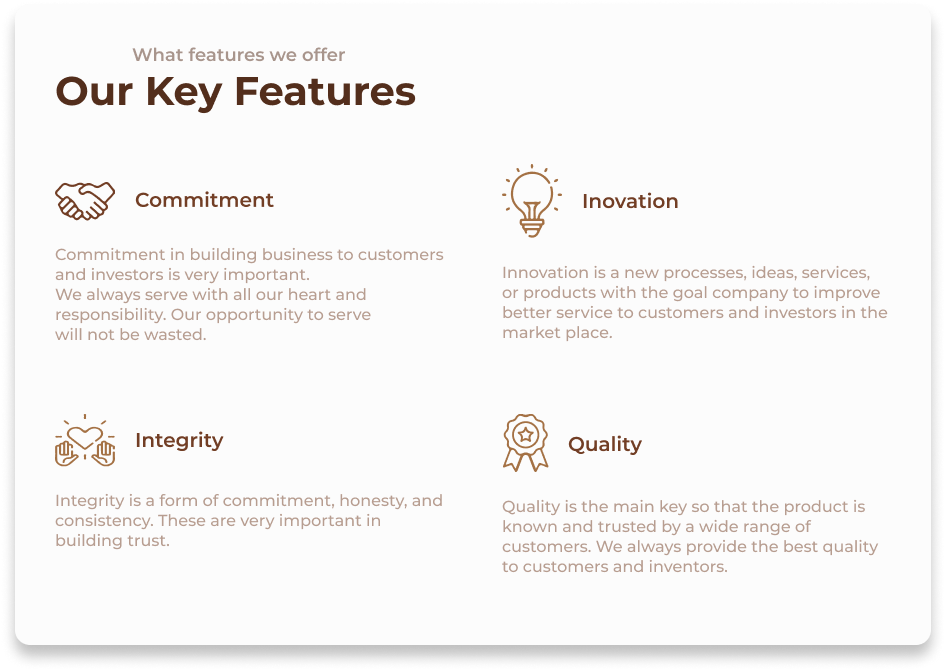 What features we offer
Our Key Features
Commitment
Commitment in building business to customers
and investors is very important.
We always serve with all our heart and
responsibility. Our opportunity to serve
will not be wasted.
Inovation
Innovation is a new processes, ideas, services,
or products with the goal company to improve
better service to customers and investors in the
market place.
Integrity
Integrity is a form of commitment, honesty, and
consistency. These are very important in
building trust.
Quality
Quality is the main key so that the product is
known and trusted by a wide range of
customers. We always provide the best quality
to customers and inventors.